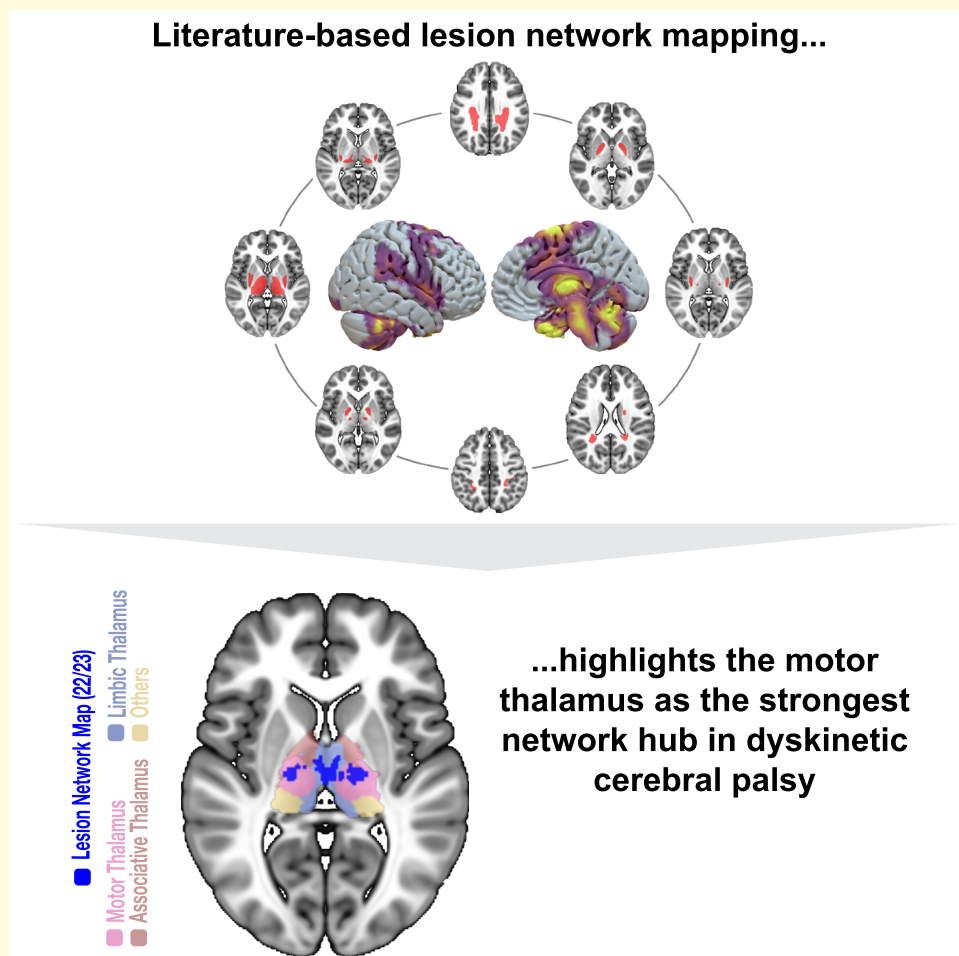 Literature-based lesion network mapping...
Lesion Network Map (22/23)
Motor Thalamus
Limbic Thalamus
Associative Thalamus
Others
...highlights the motor
thalamus as the strongest
network hub in dyskinetic
cerebral palsy